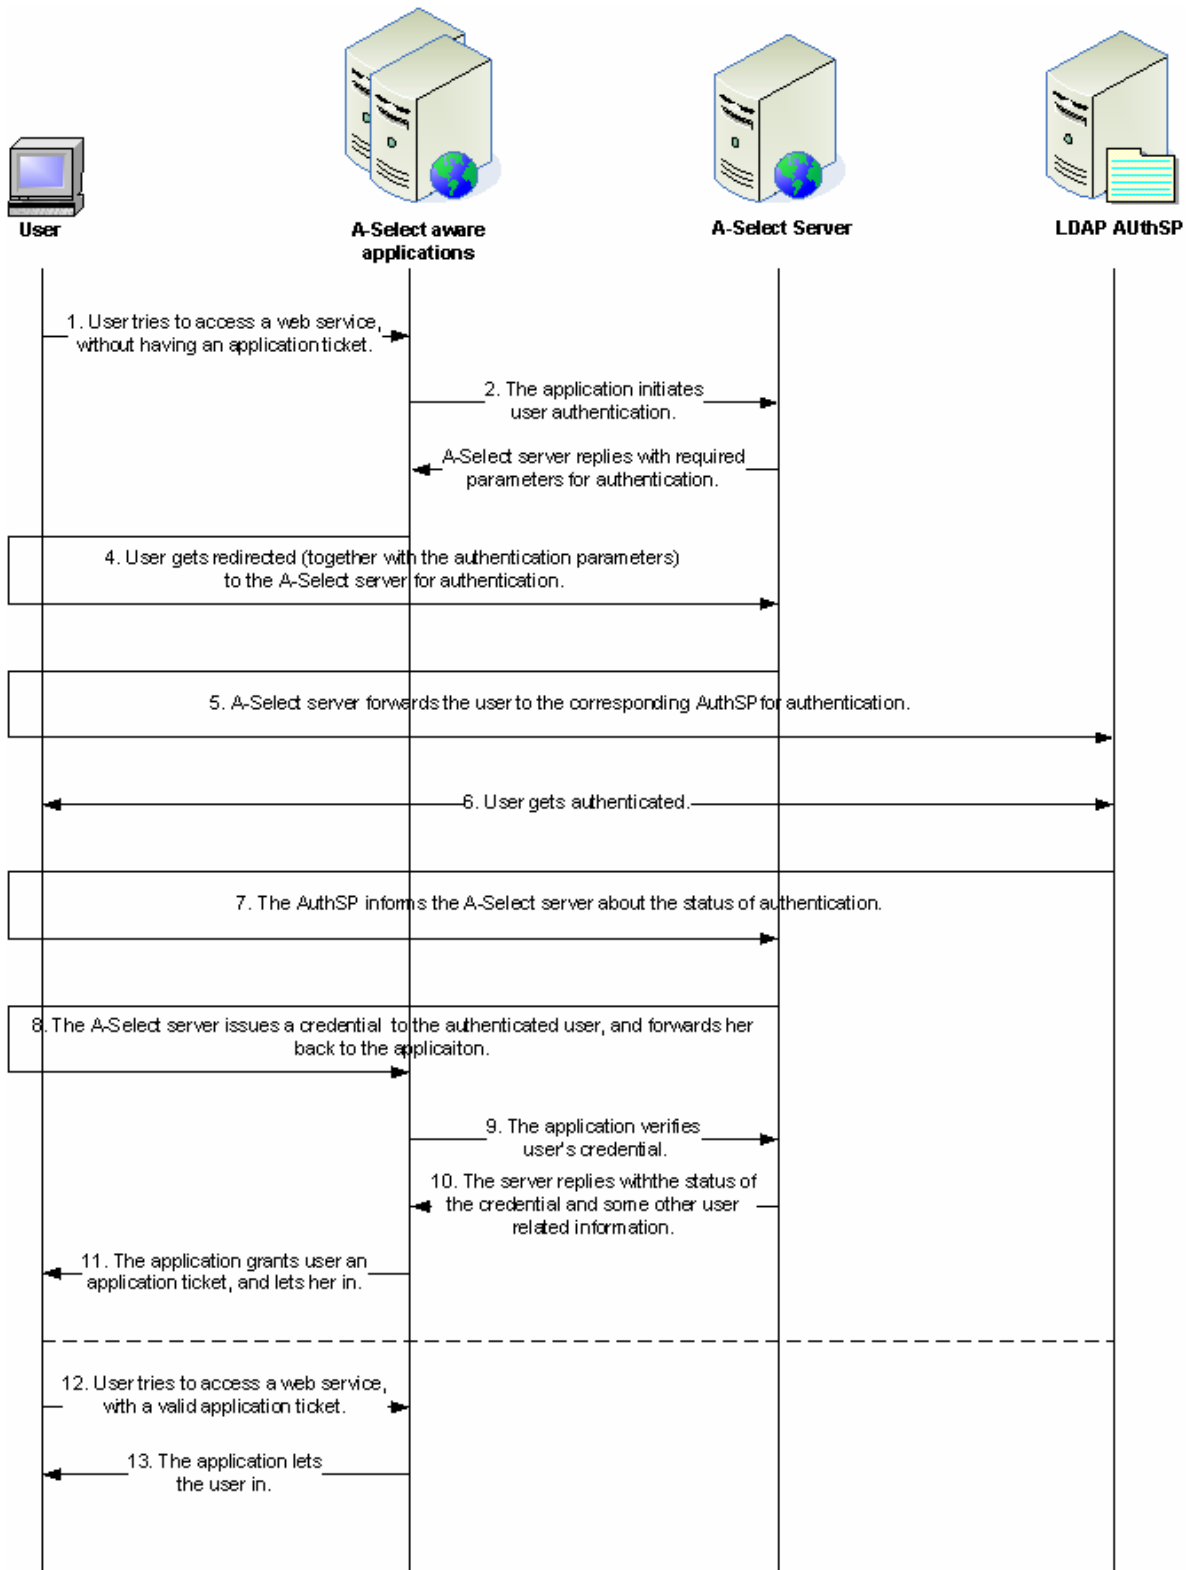 User
A-Select aware
applications
A-Select Server
LDAP AUthSP
1. User tries to access a web service,
without having an application ticket.
2. The application initiates
user authentication.
A-Select server replies with required
parameters for authentication.
4. User gets redirected (together with the authentication parameters)
to the A-Select server for authentication.
5. A-Select server forwards the user to the corresponding AuthSP for authentication.
6. User gets authenticated.
7. The AuthSP informs the A-Select server about the status of authentication.
8. The A-Select server issues a credential to the authenticated user, and forwards her
back to the applicaiton.
9. The application verifies
user's credential.
10. The server replies withthe status of
the credential and some other user
related information.
11. The application grants user an
application ticket, and lets her in.
12. User tries to access a web service,
with a valid application ticket.
13. The application lets
the user in.